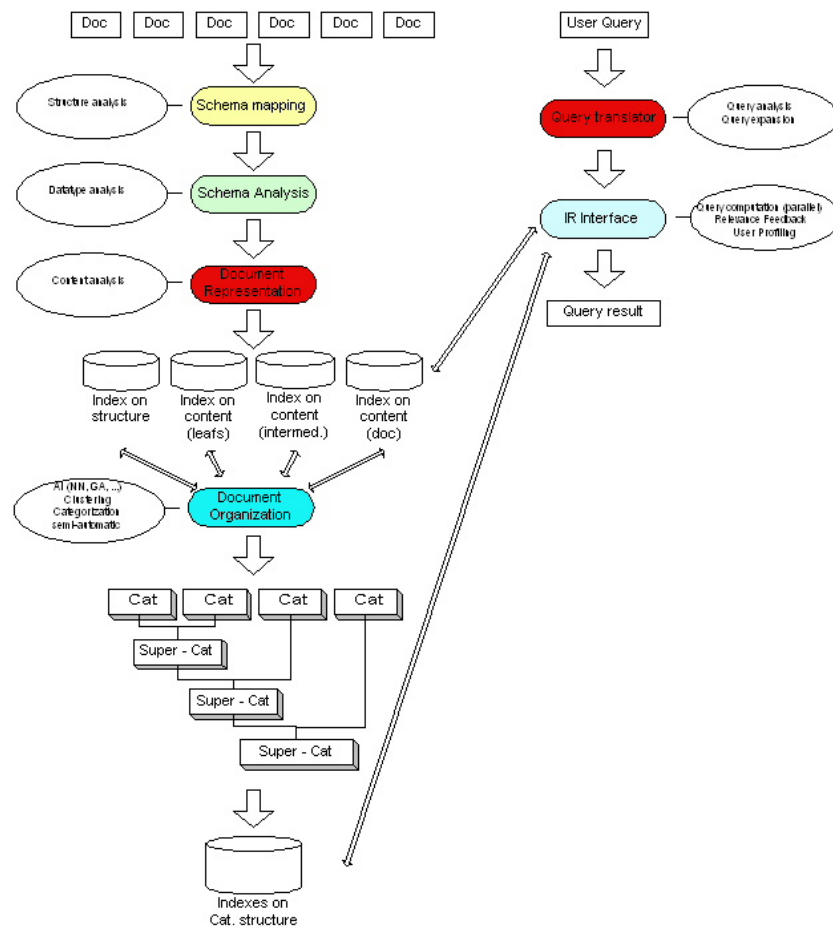 Doc Doc Doc Doc Doc Doc
User Query
Structure analysis
Schema mapping
Query translator
Query analysis
Query expansion
Datatype analysis
Schema Analysis
IR Interface
Query computation (parallel)
Relevance Feedback
User Profiling
Content analysis
Document
Representation
Query result
Index on
structure
Index on
content
(leafs)
Index on
content
(intermed.)
Index on
content
(doc)
AI (NN, GA, ...)
Clustering
Categorization
semi-automatic
Document
Organization
Cat Cat Cat Cat
Super - Cat
Super - Cat
Super - Cat
Indexes on
Cat. structure